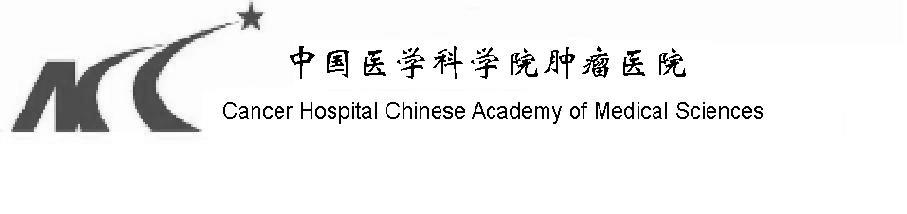 中国医学科学院肿瘤医院
Cancer Hospital Chinese Academy of Medical Sciences